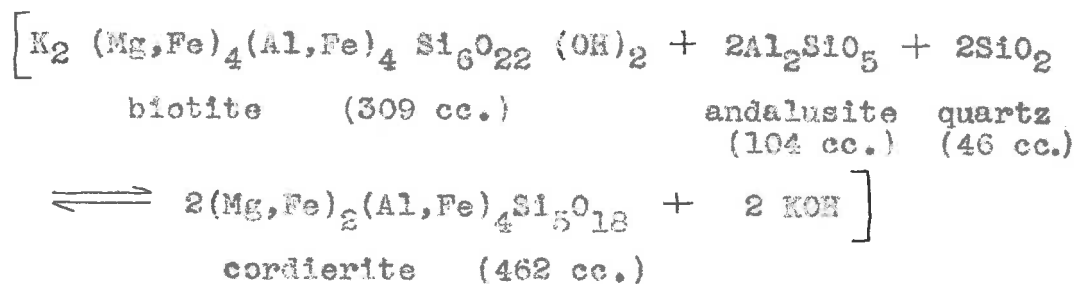 [K2 (Mg,Fe)4(Al,Fe)4 Si6O22 (OH)2 + 2Al2SiO5 + 2SiO2
biotite (309 cc.) andalusite quartz
(104 cc.) (46 cc.)
⇌ 2(Mg,Fe)2(Al,Fe)4Si5O18 + 2 KOH]
cordierite (462 cc.)